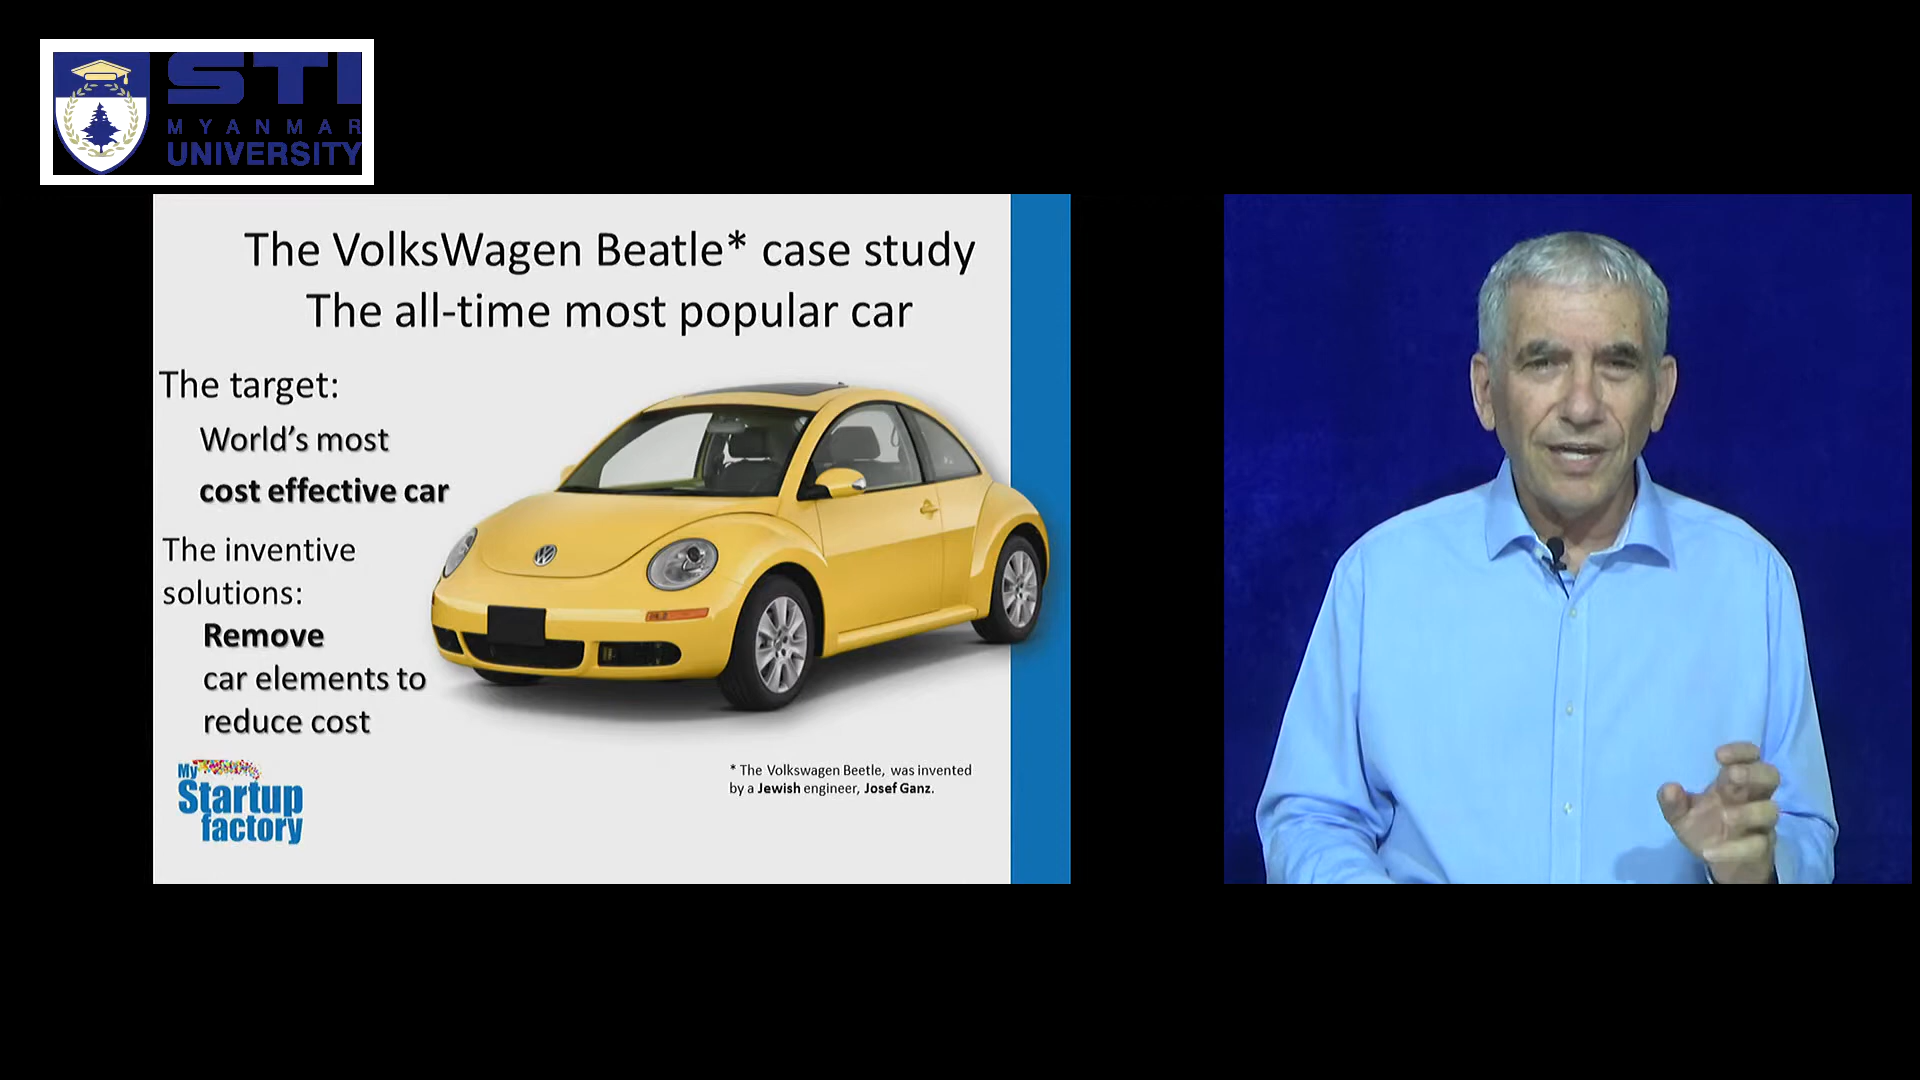 STI
MYANMAR
UNIVERSITY
The VolksWagen Beatle* case study
The all-time most popular car
The target:
World's most
cost effective car
The inventive
solutions:
Remove
car elements to
reduce cost
My
Startup
factory
* The Volkswagen Beetle, was invented
by a Jewish engineer, Josef Ganz.